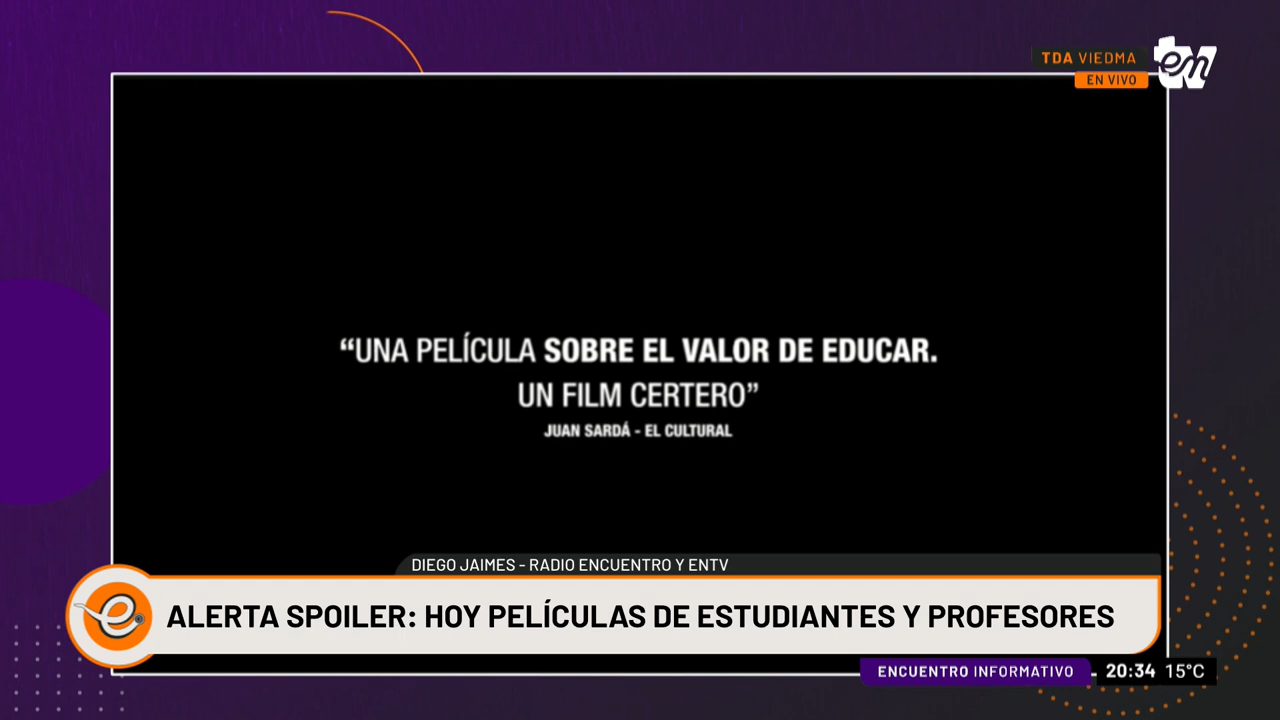 TDA VIEDMA
EN VIVO
entv
“UNA PELÍCULA SOBRE EL VALOR DE EDUCAR.
UN FILM CERTERO”
JUAN SARDÁ - EL CULTURAL
DIEGO JAIMES - RADIO ENCUENTRO Y ENTV
e
ALERTA SPOILER: HOY PELÍCULAS DE ESTUDIANTES Y PROFESORES
ENCUENTRO INFORMATIVO
20:34 15°C